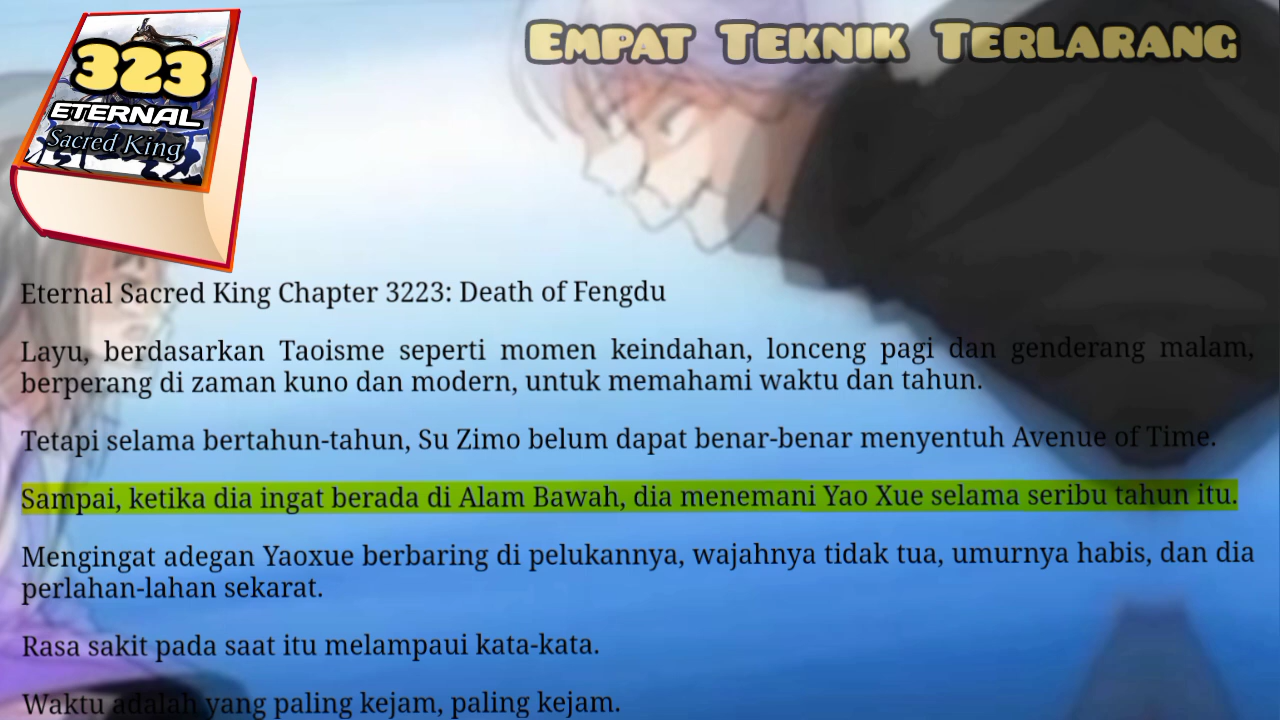 323
ETERNAL
Sacred King
EMPAT TEKNIK TERLARANG
Eternal Sacred King Chapter 3223: Death of Fengdu
Layu, berdasarkan Taoisme seperti momen keindahan, lonceng pagi dan genderang malam,
berperang di zaman kuno dan modern, untuk memahami waktu dan tahun.
Tetapi selama bertahun-tahun, Su Zimo belum dapat benar-benar menyentuh Avenue of Time.
Sampai, ketika dia ingat berada di Alam Bawah, dia menemani Yao Xue selama seribu tahun itu.
Mengingat adegan Yaoxue berbaring di pelukannya, wajahnya tidak tua, umurnya habis, dan dia
perlahan-lahan sekarat.
Rasa sakit pada saat itu melampaui kata-kata.
Waktu adalah yang paling kejam, paling kejam.